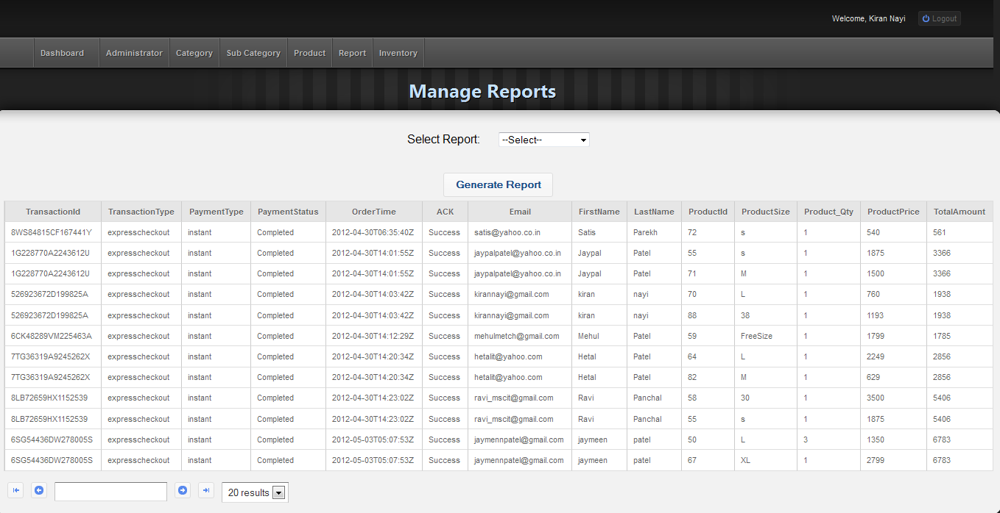 Welcome, Kiran Nayi Logout
Dashboard Administrator Category Sub Category Product Report Inventory
Manage Reports
Select Report: --Select--
Generate Report
TransactionId TransactionType PaymentType PaymentStatus OrderTime ACK Email FirstName LastName ProductId ProductSize Product_Qty ProductPrice TotalAmount
8WS84815CF167441Y expresscheckout instant Completed 2012-04-30T06:35:40Z Success satis@yahoo.co.in Satis Parekh 72 s 1 540 561
1G228770A2243612U expresscheckout instant Completed 2012-04-30T14:01:55Z Success jaypalpatel@yahoo.co.in Jaypal Patel 55 s 1 1875 3366
1G228770A2243612U expresscheckout instant Completed 2012-04-30T14:01:55Z Success jaypalpatel@yahoo.co.in Jaypal Patel 71 M 1 1500 3366
526923672D199825A expresscheckout instant Completed 2012-04-30T14:03:42Z Success kirannayi@gmail.com kiran nayi 70 L 1 760 1938
526923672D199825A expresscheckout instant Completed 2012-04-30T14:03:42Z Success kirannayi@gmail.com kiran nayi 88 38 1 1193 1938
6CK48289VM225463A expresscheckout instant Completed 2012-04-30T14:12:29Z Success mehulmetch@gmail.com Mehul Patel 59 FreeSize 1 1799 1785
7TG36319A9245262X expresscheckout instant Completed 2012-04-30T14:20:34Z Success hetalit@yahoo.com Hetal Patel 64 L 1 2249 2856
7TG36319A9245262X expresscheckout instant Completed 2012-04-30T14:20:34Z Success hetalit@yahoo.com Hetal Patel 82 M 1 629 2856
8LB72659HX1152539 expresscheckout instant Completed 2012-04-30T14:23:02Z Success ravi_mscit@gmail.com Ravi Panchal 58 30 1 3500 5406
8LB72659HX1152539 expresscheckout instant Completed 2012-04-30T14:23:02Z Success ravi_mscit@gmail.com Ravi Panchal 55 s 1 1875 5406
6SG54436DW278005S expresscheckout instant Completed 2012-05-03T05:07:53Z Success jaymennpatel@gmail.com jaymeen patel 50 L 3 1350 6783
6SG54436DW278005S expresscheckout instant Completed 2012-05-03T05:07:53Z Success jaymennpatel@gmail.com jaymeen patel 67 XL 1 2799 6783
20 results